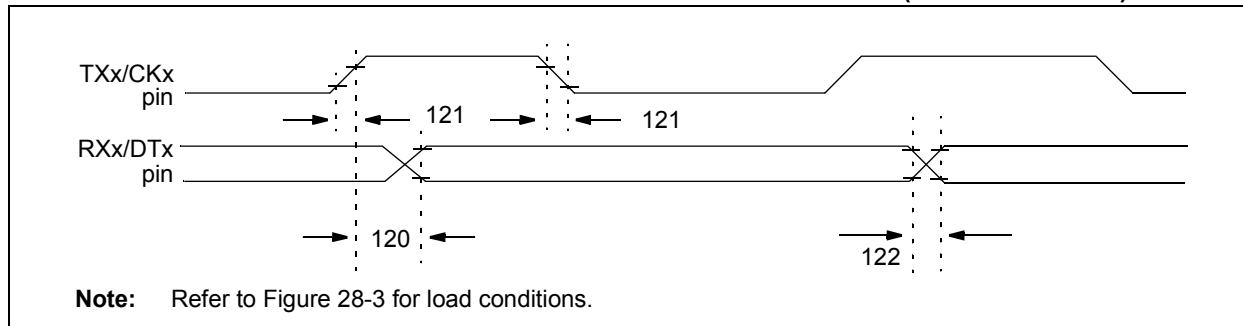 TXx/CKx
pin
121
121
RXx/DTx
pin
120
122
Note: Refer to Figure 28-3 for load conditions.